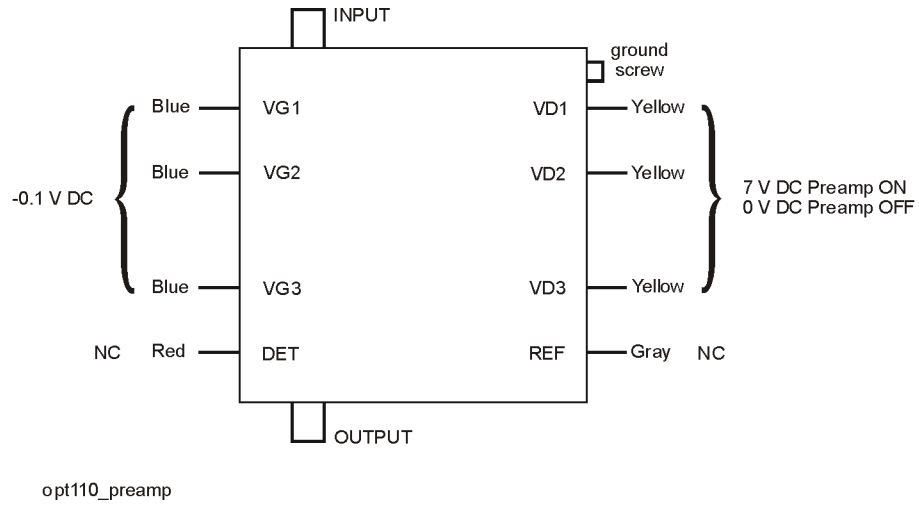 INPUT
ground
screw
Blue VG1 VD1 Yellow
Blue VG2 VD2 Yellow
-0.1 V DC
7 V DC Preamp ON
0 V DC Preamp OFF
Blue VG3 VD3 Yellow
NC Red DET REF Gray NC
OUTPUT
opt110_preamp